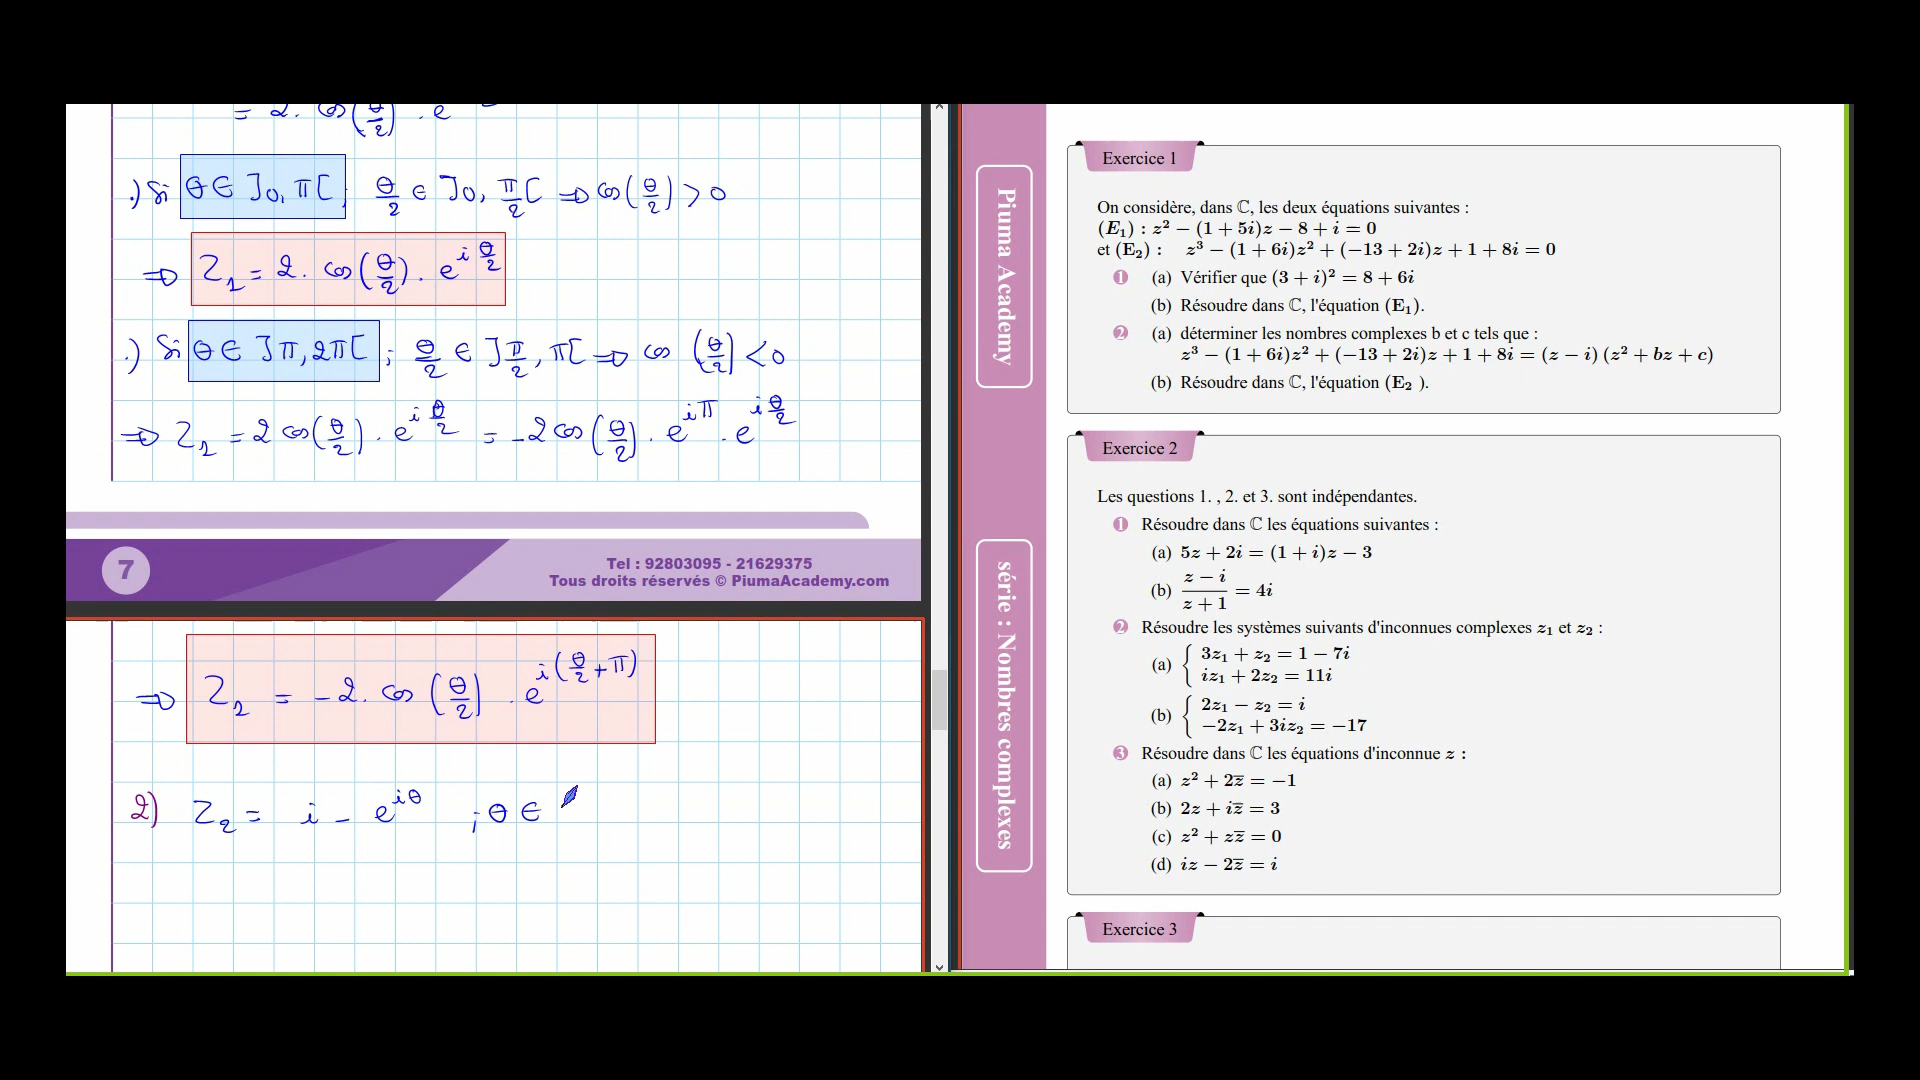 = 2. cos(θ/2) . e
.) Si θ ∈ ]0, π[ ; θ/2 ∈ ]0, π/2[ ⇒ cos(θ/2) > 0
⇒ Z₁ = 2. cos(θ/2) . e^(iθ/2)
.) Si θ ∈ ]π, 2π[ ; θ/2 ∈ ]π/2, π[ ⇒ cos(θ/2) < 0
⇒ Z₁ = 2 cos(θ/2) . e^(iθ/2) = -2 cos(θ/2) . e^(iπ) . e^(iθ/2)
7
Tel : 92803095 - 21629375
Tous droits réservés © PiumaAcademy.com
⇒ Z₁ = -2. cos(θ/2) . e^(i(θ/2 + π))
2) Z₂ = i - e^(iθ) ; θ ∈
Piuma Academy
série : Nombres complexes
Exercice 1
On considère, dans ℂ, les deux équations suivantes :
(E₁) : z² − (1 + 5i)z − 8 + i = 0
et (E₂) : z³ − (1 + 6i)z² + (−13 + 2i)z + 1 + 8i = 0
1 (a) Vérifier que (3 + i)² = 8 + 6i
(b) Résoudre dans ℂ, l'équation (E₁).
2 (a) déterminer les nombres complexes b et c tels que :
z³ − (1 + 6i)z² + (−13 + 2i)z + 1 + 8i = (z − i) (z² + bz + c)
(b) Résoudre dans ℂ, l'équation (E₂ ).
Exercice 2
Les questions 1. , 2. et 3. sont indépendantes.
1 Résoudre dans ℂ les équations suivantes :
(a) 5z + 2i = (1 + i)z − 3
(b) (z − i)/(z + 1) = 4i
2 Résoudre les systèmes suivants d'inconnues complexes z₁ et z₂ :
(a) { 3z₁ + z₂ = 1 − 7i
iz₁ + 2z₂ = 11i
(b) { 2z₁ − z₂ = i
−2z₁ + 3iz₂ = −17
3 Résoudre dans ℂ les équations d'inconnue z :
(a) z² + 2z̅ = −1
(b) 2z + iz̅ = 3
(c) z² + zz̅ = 0
(d) iz − 2z̅ = i
Exercice 3